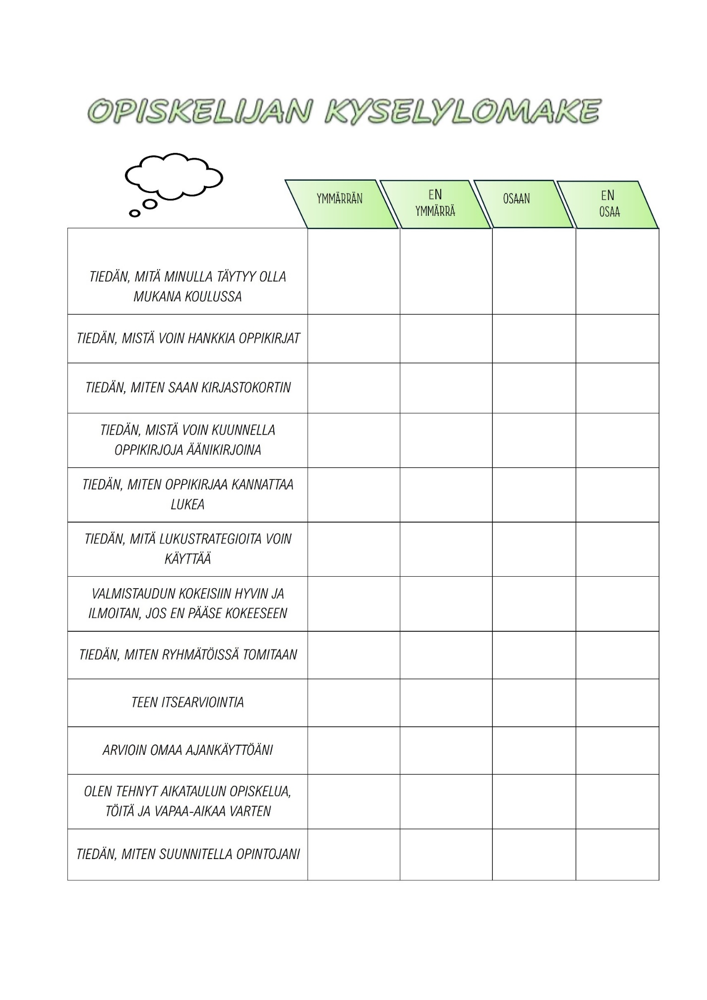 OPISKELIJAN KYSELYLOMAKE
YMMÄRRÄN
EN
YMMÄRRÄ
OSAAN
EN
OSAA
TIEDÄN, MITÄ MINULLA TÄYTYY OLLA
MUKANA KOULUSSA
TIEDÄN, MISTÄ VOIN HANKKIA OPPIKIRJAT
TIEDÄN, MITEN SAAN KIRJASTOKORTIN
TIEDÄN, MISTÄ VOIN KUUNNELLA
OPPIKIRJOJA ÄÄNIKIRJOINA
TIEDÄN, MITEN OPPIKIRJAA KANNATTAA
LUKEA
TIEDÄN, MITÄ LUKUSTRATEGIOITA VOIN
KÄYTTÄÄ
VALMISTAUDUN KOKEISIIN HYVIN JA
ILMOITAN, JOS EN PÄÄSE KOKEESEEN
TIEDÄN, MITEN RYHMÄTÖISSÄ TOMITAAN
TEEN ITSEARVIOINTIA
ARVIOIN OMAA AJANKÄYTTÖÄNI
OLEN TEHNYT AIKATAULUN OPISKELUA,
TÖITÄ JA VAPAA-AIKAA VARTEN
TIEDÄN, MITEN SUUNNITELLA OPINTOJANI